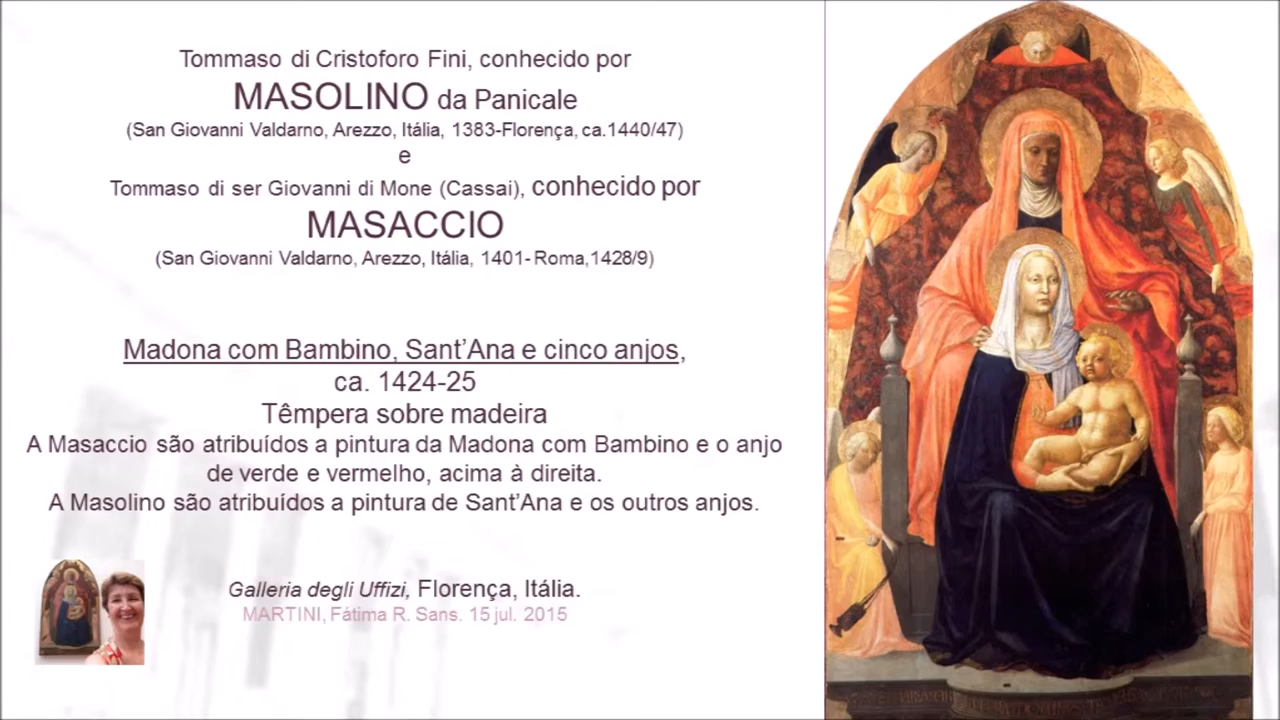 Tommaso di Cristoforo Fini, conhecido por
MASOLINO da Panicale
(San Giovanni Valdarno, Arezzo, Itália, 1383-Florença, ca.1440/47)
e
Tommaso di ser Giovanni di Mone (Cassai), conhecido por
MASACCIO
(San Giovanni Valdarno, Arezzo, Itália, 1401- Roma,1428/9)
Madona com Bambino, Sant’Ana e cinco anjos,
ca. 1424-25
Têmpera sobre madeira
A Masaccio são atribuídos a pintura da Madona com Bambino e o anjo
de verde e vermelho, acima à direita.
A Masolino são atribuídos a pintura de Sant’Ana e os outros anjos.
Galleria degli Uffizi, Florença, Itália.
MARTINI, Fátima R. Sans. 15 jul. 2015